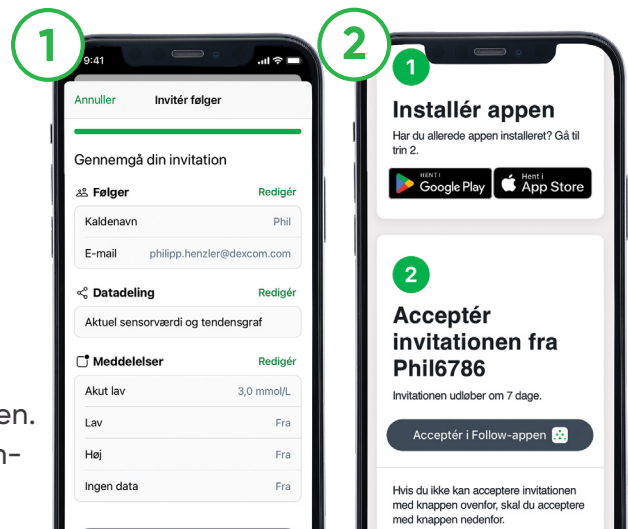 1
9:41
Annuller
Invitér følger
Gennemgå din invitation
Følger
Redigér
Kaldenavn
Phil
E-mail
philipp.henzler@dexcom.com
Datadeling
Redigér
Aktuel sensorværdi og tendensgraf
Meddelelser
Redigér
Akut lav
3,0 mmol/L
Lav
Fra
Høj
Fra
Ingen data
Fra
en.
n-
2
1
Installér appen
Har du allerede appen installeret? Gå til
trin 2.
HENT I
Google Play
Hent i
App Store
2
Acceptér
invitationen fra
Phil6786
Invitationen udløber om 7 dage.
Acceptér i Follow-appen
Hvis du ikke kan acceptere invitationen
med knappen ovenfor, skal du acceptere
med knappen nedenfor.